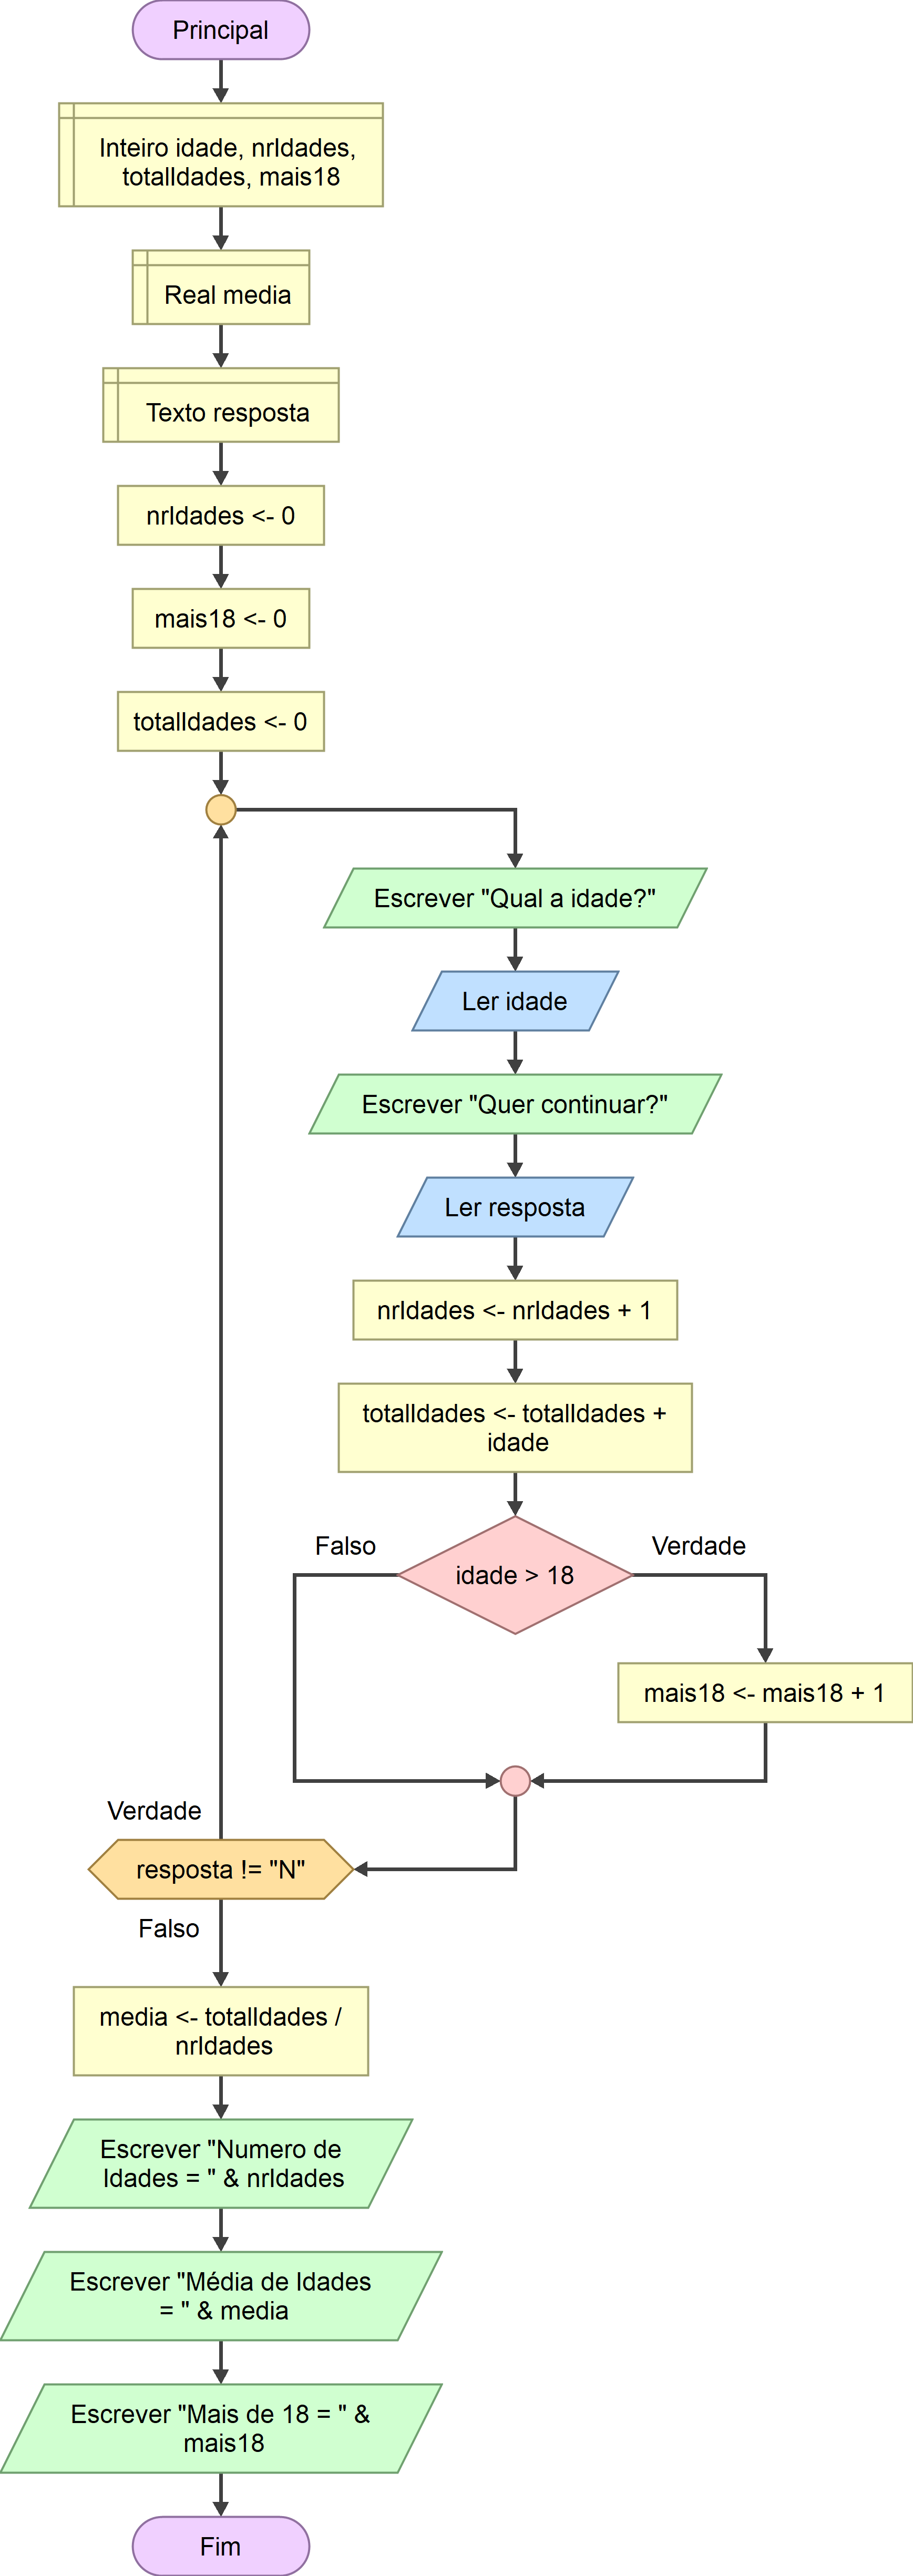 Principal
Inteiro idade, nrIdades,
totalIdades, mais18
Real media
Texto resposta
nrIdades <- 0
mais18 <- 0
totalIdades <- 0
Escrever "Qual a idade?"
Ler idade
Escrever "Quer continuar?"
Ler resposta
nrIdades <- nrIdades + 1
totalIdades <- totalIdades +
idade
Falso
Verdade
idade > 18
mais18 <- mais18 + 1
Verdade
resposta != "N"
Falso
media <- totalIdades /
nrIdades
Escrever "Numero de
Idades = " & nrIdades
Escrever "Média de Idades
= " & media
Escrever "Mais de 18 = " &
mais18
Fim